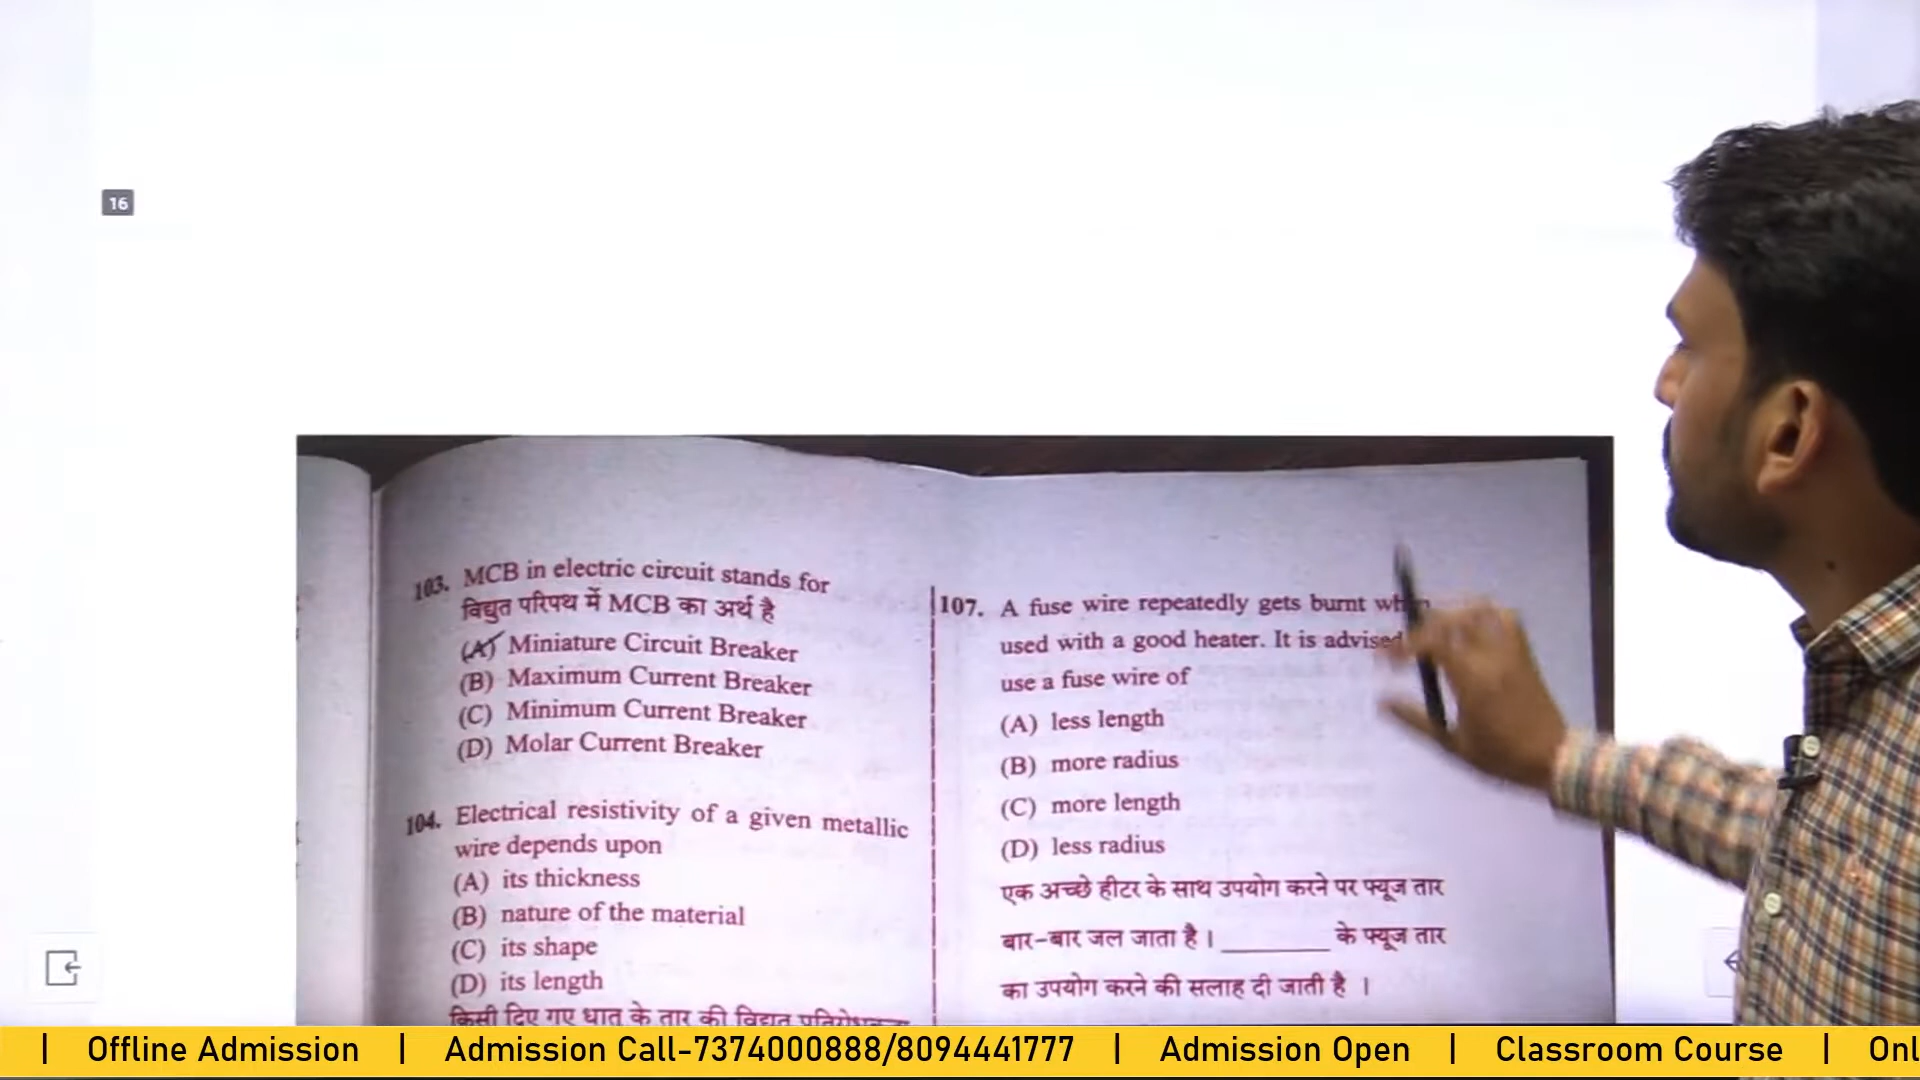 16
103. MCB in electric circuit stands for
विद्युत परिपथ में MCB का अर्थ है
(A) Miniature Circuit Breaker
(B) Maximum Current Breaker
(C) Minimum Current Breaker
(D) Molar Current Breaker
104. Electrical resistivity of a given metallic
wire depends upon
(A) its thickness
(B) nature of the material
(C) its shape
(D) its length
किसी दिए गए धातु के तार की विद्युत
107. A fuse wire repeatedly gets burnt
used with a good heater. It is advised
use a fuse wire of
(A) less length
(B) more radius
(C) more length
(D) less radius
एक अच्छे हीटर के साथ उपयोग करने पर फ्यूज तार
बार-बार जल जाता है । ________ के फ्यूज तार
का उपयोग करने की सलाह दी जाती है ।
| Offline Admission | Admission Call-7374000888/8094441777 | Admission Open | Classroom Course | Onl